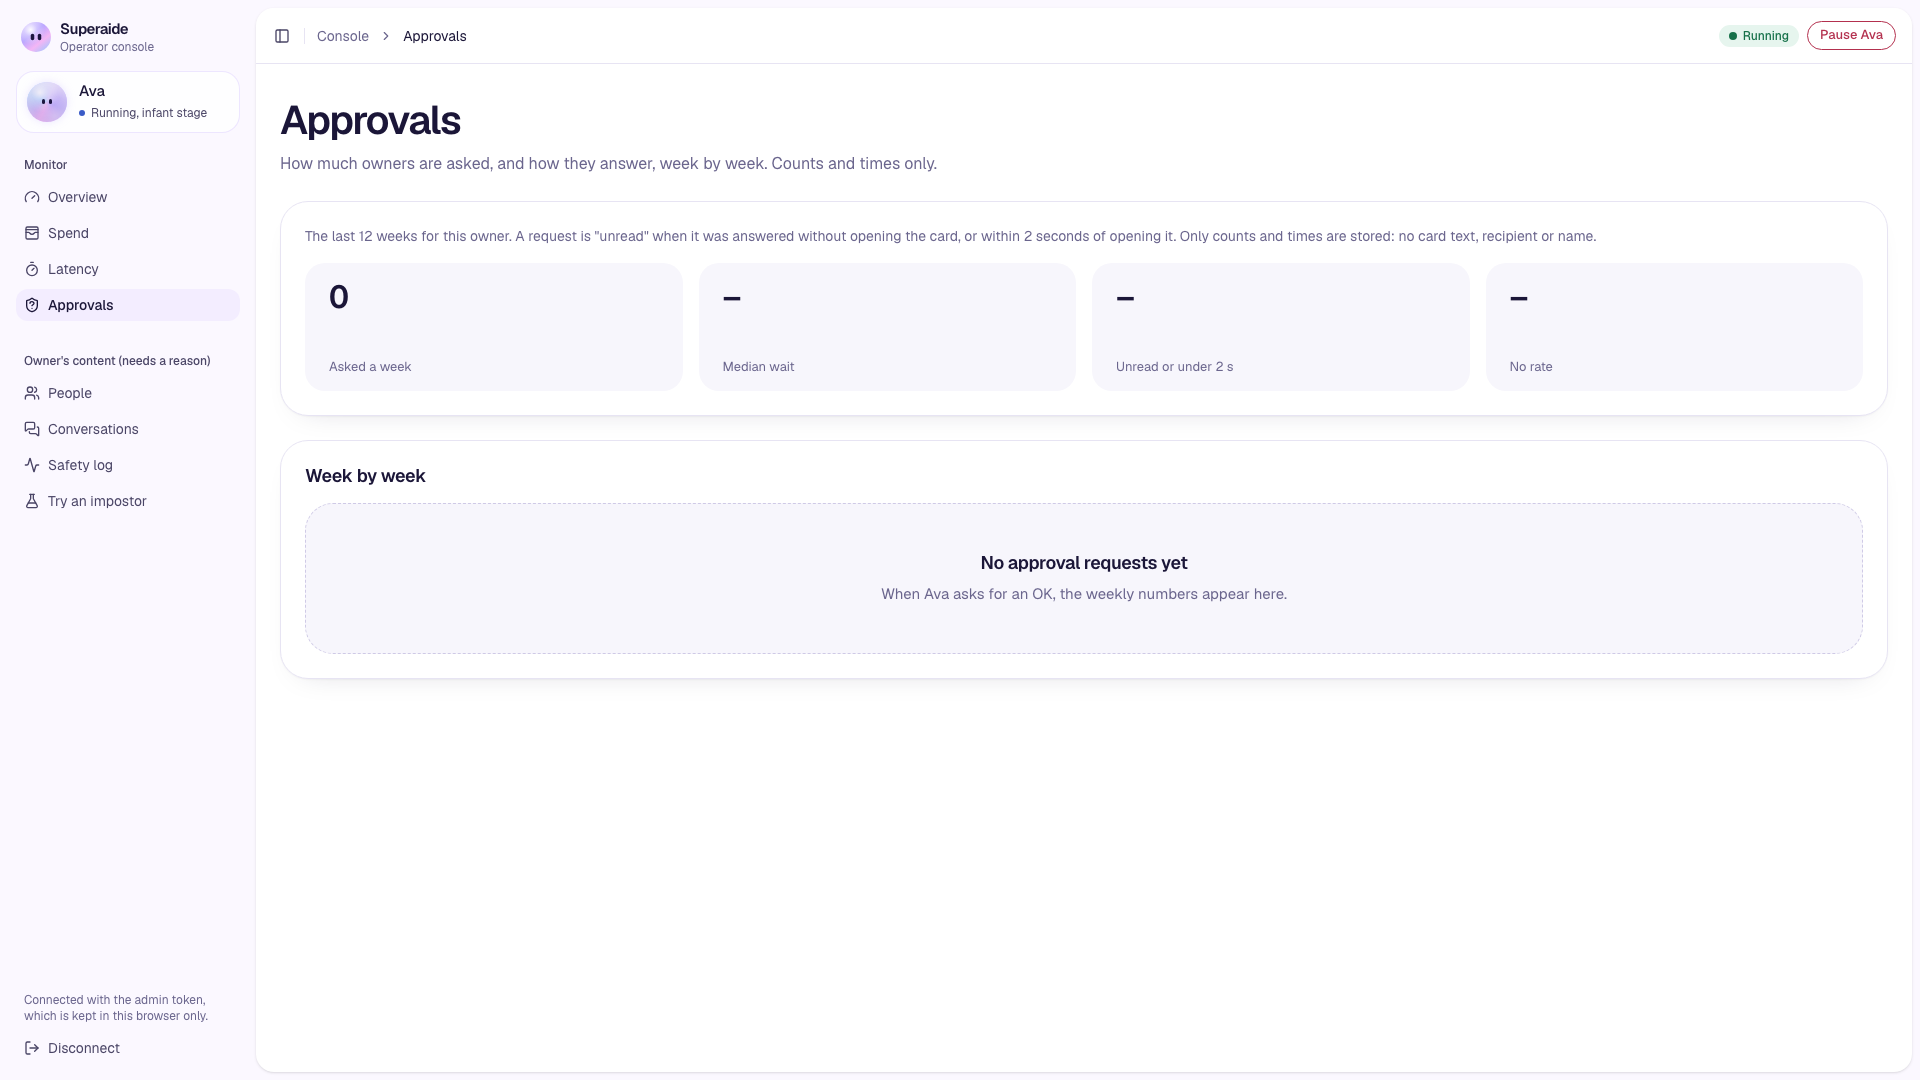 Superaide
Operator console
Ava
Running, infant stage
Monitor
Overview
Spend
Latency
Approvals
Owner's content (needs a reason)
People
Conversations
Safety log
Try an impostor
Connected with the admin token,
which is kept in this browser only.
Disconnect
Console > Approvals
Running
Pause Ava
Approvals
How much owners are asked, and how they answer, week by week. Counts and times only.
The last 12 weeks for this owner. A request is "unread" when it was answered without opening the card, or within 2 seconds of opening it. Only counts and times are stored: no card text, recipient or name.
0
Asked a week
–
Median wait
–
Unread or under 2 s
–
No rate
Week by week
No approval requests yet
When Ava asks for an OK, the weekly numbers appear here.